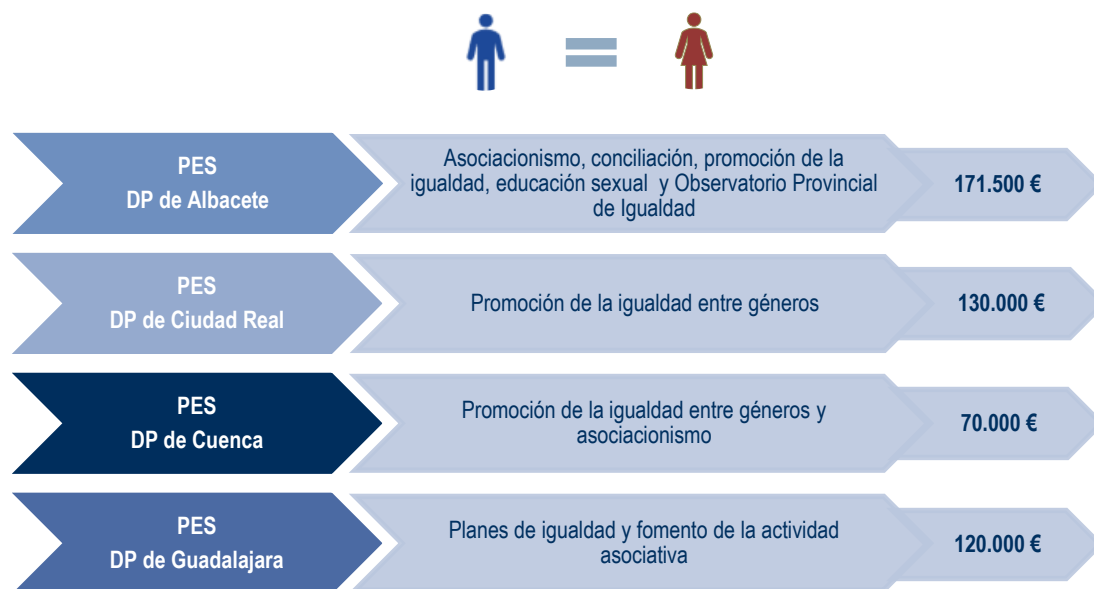 PES
DP de Albacete
Asociacionismo, conciliación, promoción de la
igualdad, educación sexual y Observatorio Provincial
de Igualdad
171.500 €
PES
DP de Ciudad Real
Promoción de la igualdad entre géneros
130.000 €
PES
DP de Cuenca
Promoción de la igualdad entre géneros y
asociacionismo
70.000 €
PES
DP de Guadalajara
Planes de igualdad y fomento de la actividad
asociativa
120.000 €